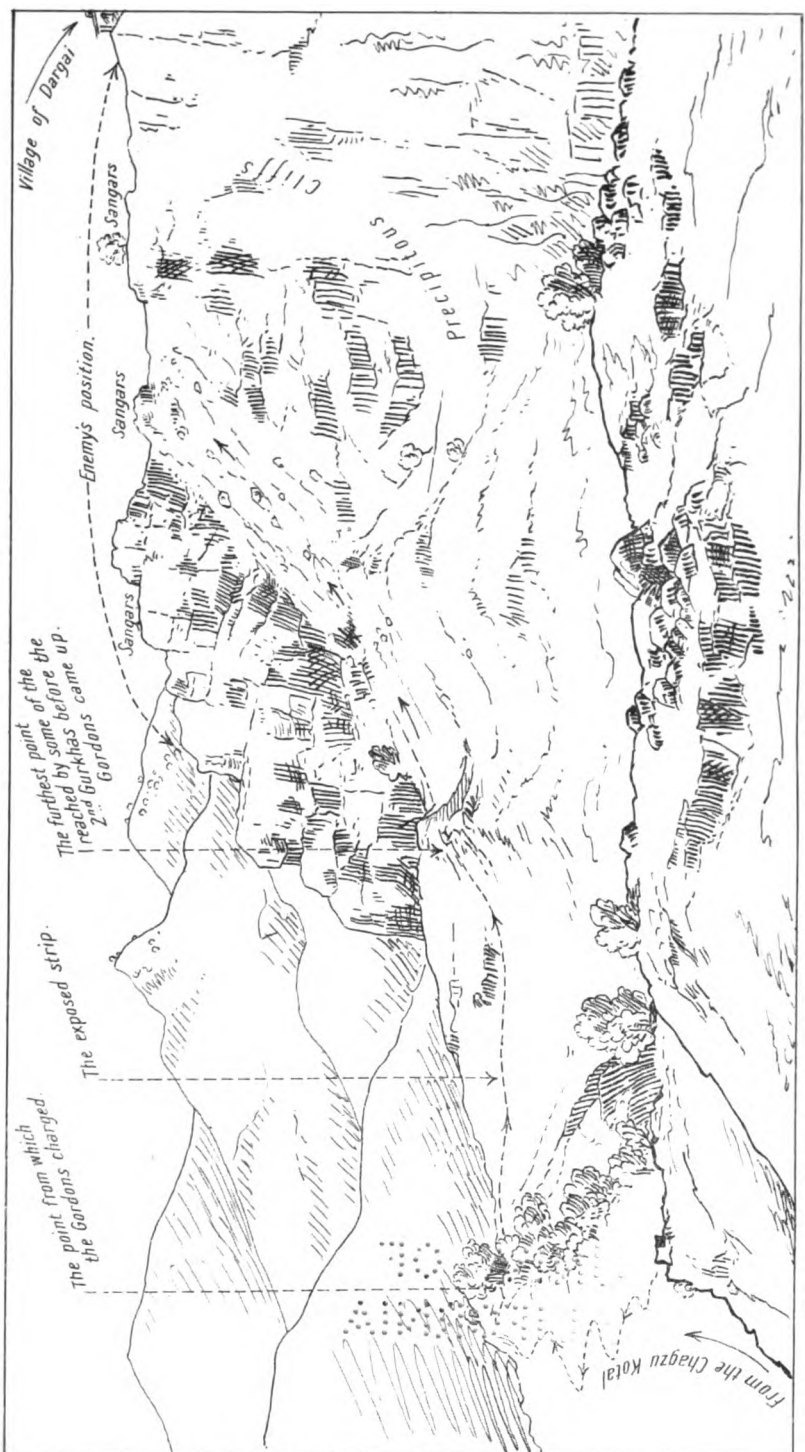 The point from which
the Gordons charged.
The exposed strip.
The furthest point
reached by some of the
2nd Gurkhas before the
Gordons came up.
Enemy's position.
Village of Dargai
Sangars
Sangars
Sangars
Precipitous
Cliffs
From the Chagzu Kotal